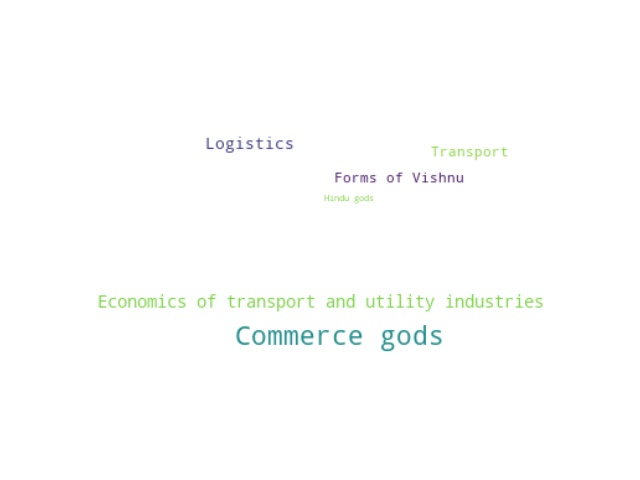 Logistics
Transport
Forms of Vishnu
Hindu gods
Economics of transport and utility industries
Commerce gods